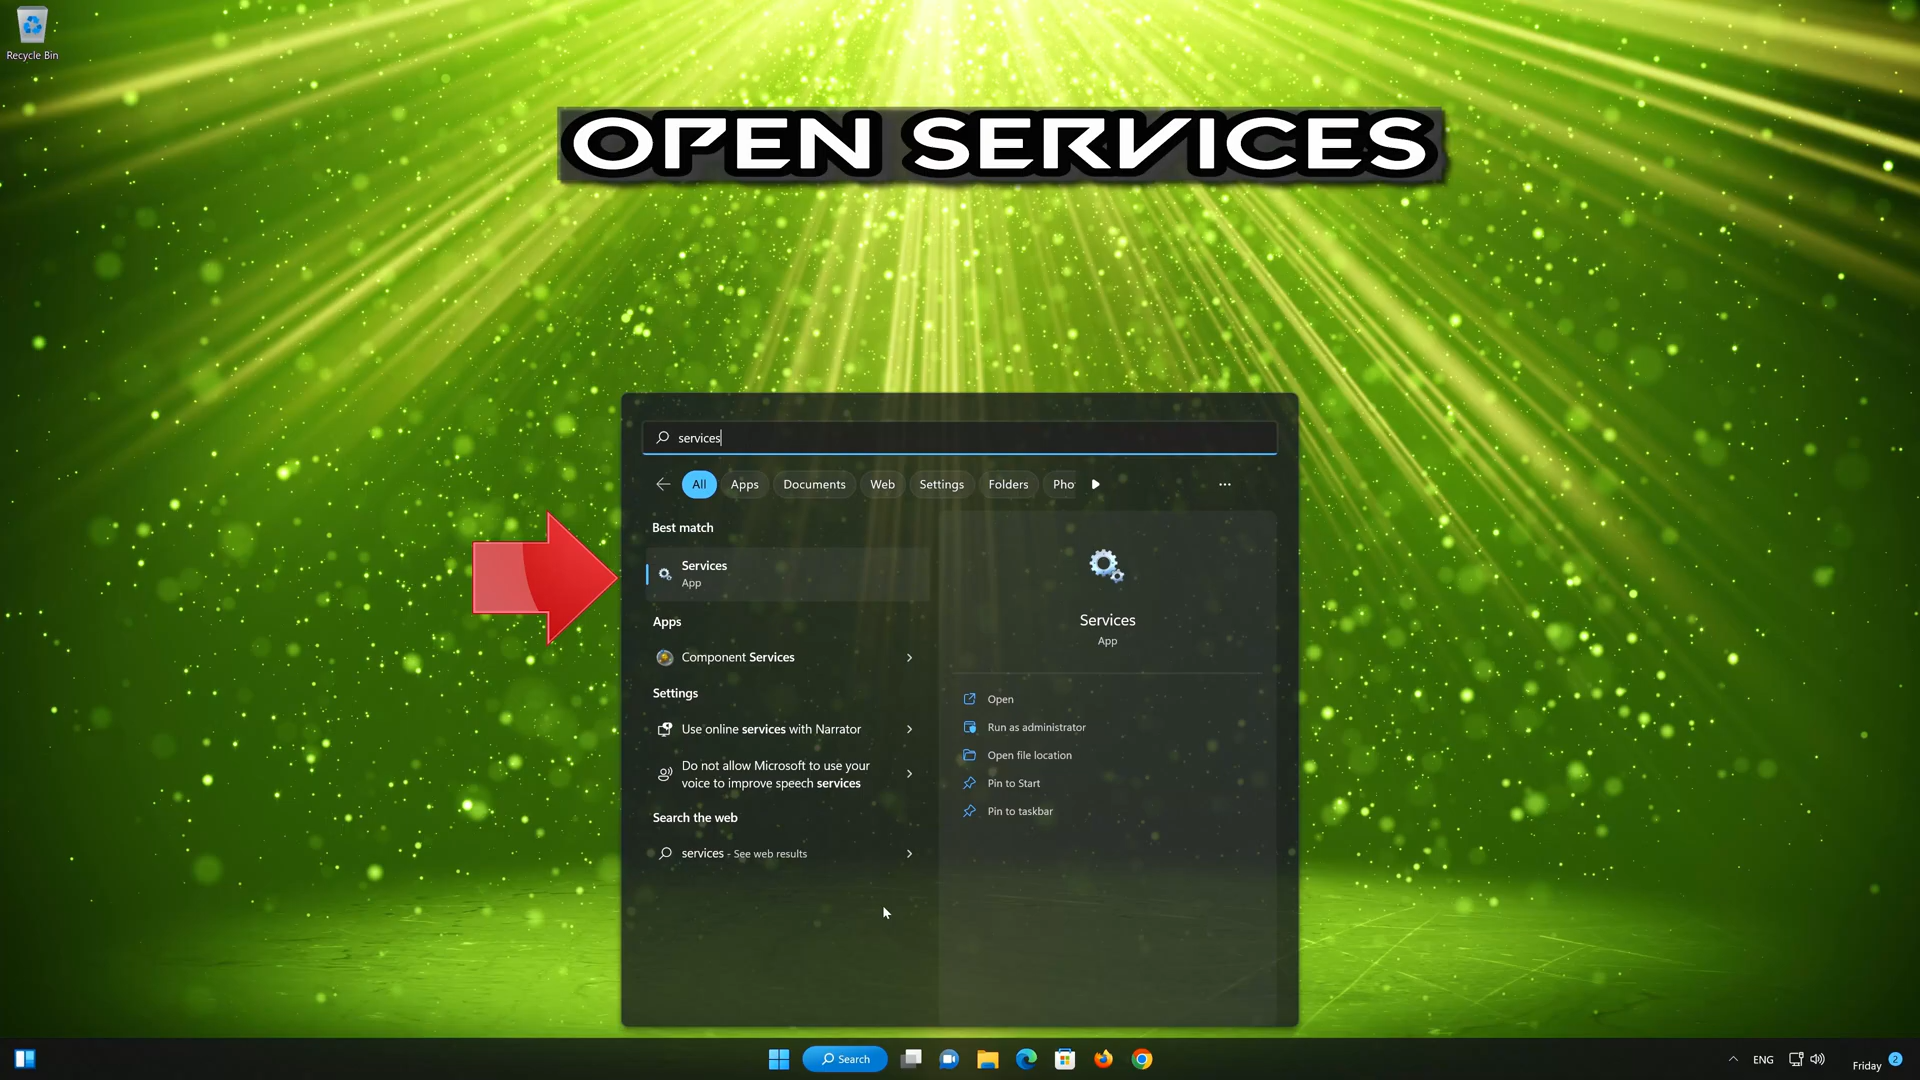 Recycle Bin
OPEN SERVICES
services
All
Apps
Documents
Web
Settings
Folders
Pho
Best match
Services
App
Apps
Component Services
Settings
Use online services with Narrator
Do not allow Microsoft to use your
voice to improve speech services
Search the web
services - See web results
Services
App
Open
Run as administrator
Open file location
Pin to Start
Pin to taskbar
Search
ENG
Friday
2